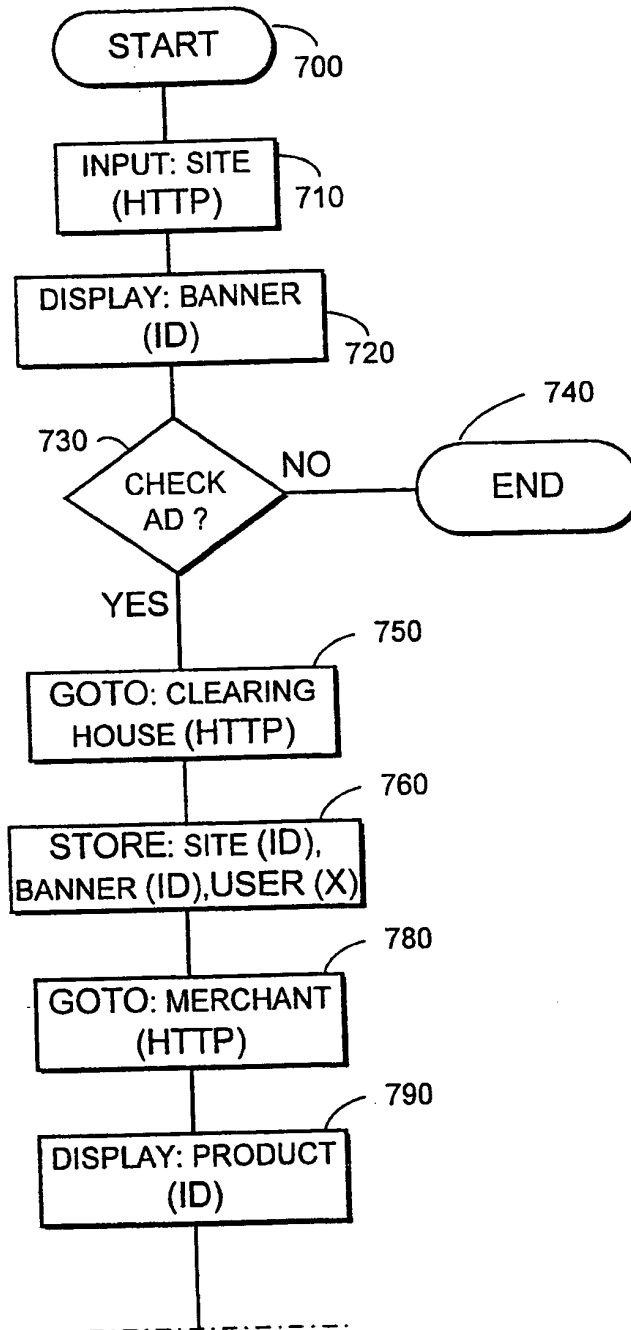 START
700
INPUT: SITE
(HTTP)
710
DISPLAY: BANNER
(ID)
720
730
CHECK
AD ?
NO
740
END
YES
750
GOTO: CLEARING
HOUSE (HTTP)
760
STORE: SITE (ID),
BANNER (ID),USER (X)
780
GOTO: MERCHANT
(HTTP)
790
DISPLAY: PRODUCT
(ID)